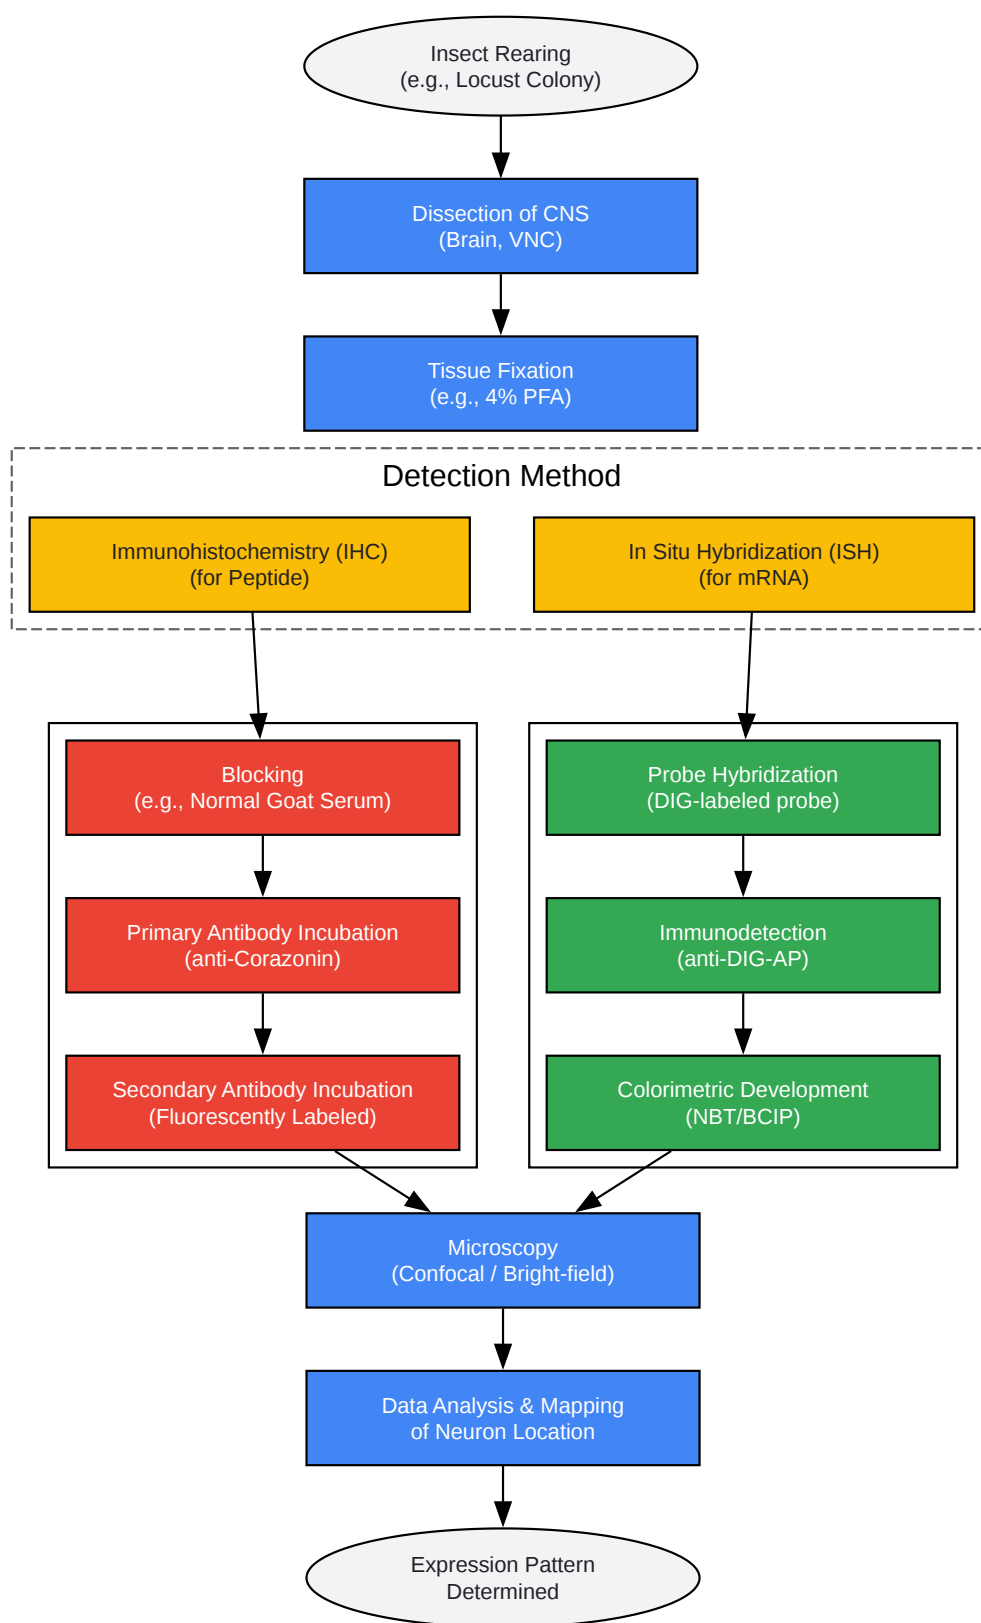 Insect Rearing
(e.g., Locust Colony)
Dissection of CNS
(Brain, VNC)
Tissue Fixation
(e.g., 4% PFA)
Detection Method
Immunohistochemistry (IHC)
(for Peptide)
In Situ Hybridization (ISH)
(for mRNA)
Blocking
(e.g., Normal Goat Serum)
Primary Antibody Incubation
(anti-Corazonin)
Secondary Antibody Incubation
(Fluorescently Labeled)
Probe Hybridization
(DIG-labeled probe)
Immunodetection
(anti-DIG-AP)
Colorimetric Development
(NBT/BCIP)
Microscopy
(Confocal / Bright-field)
Data Analysis & Mapping
of Neuron Location
Expression Pattern
Determined